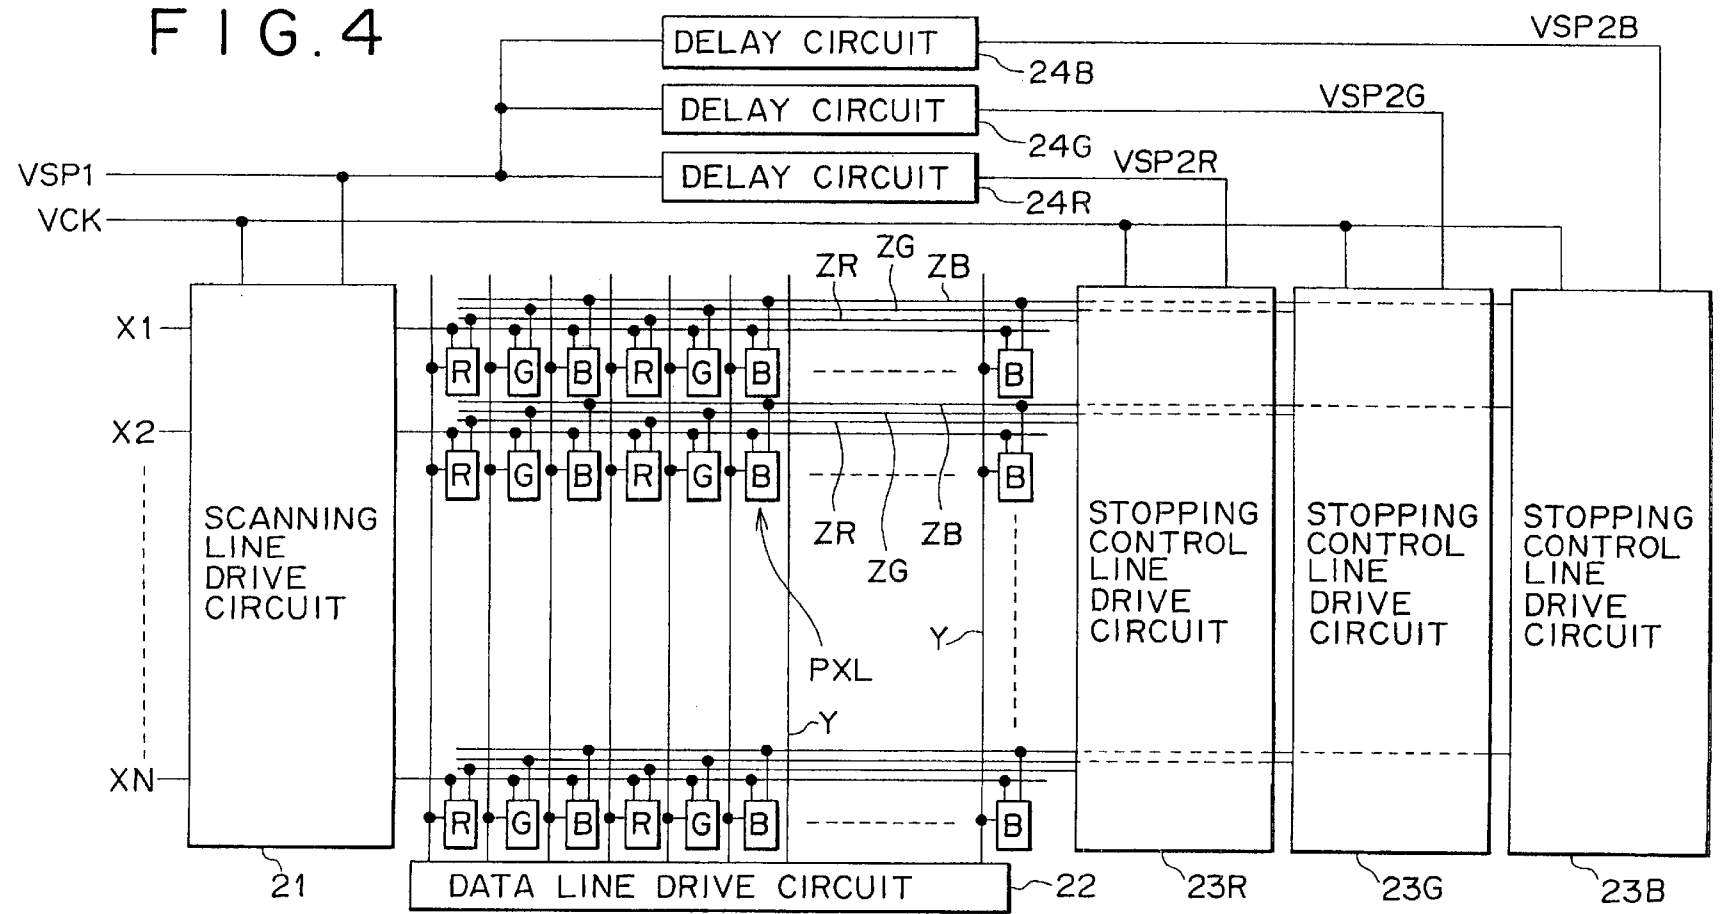 FIG.4
DELAY CIRCUIT
VSP2B
24B
DELAY CIRCUIT
VSP2G
24G
VSP1
DELAY CIRCUIT
VSP2R
24R
VCK
ZR
ZG
ZB
X1
R G B R G B B
X2
R G B R G B B
ZR
ZG
ZB
SCANNING
LINE
DRIVE
CIRCUIT
STOPPING
CONTROL
LINE
DRIVE
CIRCUIT
STOPPING
CONTROL
LINE
DRIVE
CIRCUIT
STOPPING
CONTROL
LINE
DRIVE
CIRCUIT
PXL
Y
Y
XN
R G B R G B B
21
DATA LINE DRIVE CIRCUIT
22
23R
23G
23B